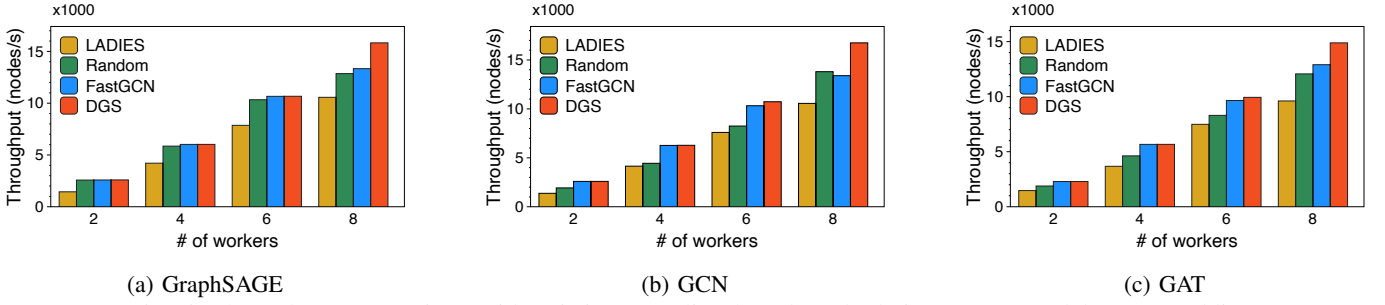 x1000
Throughput (nodes/s)
15
10
5
0
LADIES
Random
FastGCN
DGS
2 4 6 8
# of workers
(a) GraphSAGE
x1000
Throughput (nodes/s)
15
10
5
0
LADIES
Random
FastGCN
DGS
2 4 6 8
# of workers
(b) GCN
x1000
Throughput (nodes/s)
15
10
5
0
LADIES
Random
FastGCN
DGS
2 4 6 8
# of workers
(c) GAT